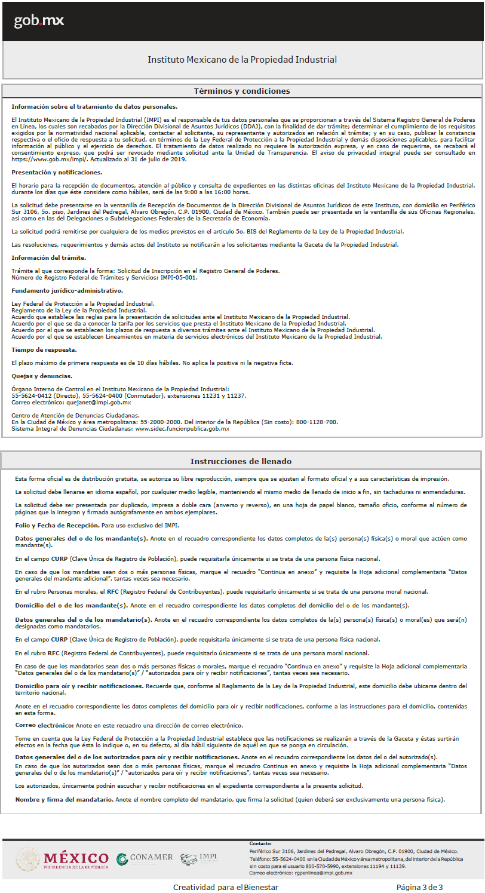 gob.mx
Instituto Mexicano de la Propiedad Industrial
Términos y condiciones
Información sobre el tratamiento de datos personales.
El Instituto Mexicano de la Propiedad Industrial (IMPI) es el responsable de tus datos personales que se proporcionan a través del Sistema Registro General de Poderes
en Línea, los cuales son recabados por la Dirección Divisional de Asuntos Jurídicos (DDAJ), con la finalidad de dar trámite; determinar el cumplimiento de los requisitos
exigidos por la normatividad nacional aplicable, contactar al solicitante, su representante y autorizados en relación al trámite; y en su caso, publicar la constancia
respectiva o el oficio de respuesta a tu solicitud, en términos de la Ley Federal de Protección a la Propiedad Industrial y demás disposiciones aplicables, para facilitar
información al público y el ejercicio de derechos. El tratamiento de datos realizado no requiere la autorización expresa, y en caso de requerirse, se recabará el
consentimiento expreso, que podrá ser revocado mediante solicitud ante la Unidad de Transparencia. El aviso de privacidad integral puede ser consultado en
https://www.gob.mx/impi. Actualizado al 31 de julio de 2019.
Presentación y notificaciones.
El horario para la recepción de documentos, atención al público y consulta de expedientes en las distintas oficinas del Instituto Mexicano de la Propiedad Industrial,
durante los días que éste considere como hábiles, será de las 9:00 a las 16:00 horas.
La solicitud debe presentarse en la ventanilla de Recepción de Documentos de la Dirección Divisional de Asuntos Jurídicos de este Instituto, con domicilio en Periférico
Sur 3106, 5o. piso, Jardines del Pedregal, Álvaro Obregón, C.P. 01900, Ciudad de México. También puede ser presentada en la ventanilla de sus Oficinas Regionales,
así como en las del Delegaciones o Subdelegaciones Federales de la Secretaría de Economía.
La solicitud podrá remitirse por cualquiera de los medios previstos en el artículo 5o. BIS del Reglamento de la Ley de la Propiedad Industrial.
Las resoluciones, requerimientos y demás actos del Instituto se notificarán a los solicitantes mediante la Gaceta de la Propiedad Industrial.
Información del trámite.
Trámite al que corresponde la forma: Solicitud de Inscripción en el Registro General de Poderes.
Número de Registro Federal de Trámites y Servicios: IMPI-05-001.
Fundamento jurídico-administrativo.
Ley Federal de Protección a la Propiedad Industrial.
Reglamento de la Ley de la Propiedad Industrial.
Acuerdo que establece las reglas para la presentación de solicitudes ante el Instituto Mexicano de la Propiedad Industrial.
Acuerdo por el que se da a conocer la tarifa por los servicios que presta el Instituto Mexicano de la Propiedad Industrial.
Acuerdo por el que se establecen los plazos de respuesta a diversos trámites ante el Instituto Mexicano de la Propiedad Industrial.
Acuerdo por el que se establecen Lineamientos en materia de servicios electrónicos del Instituto Mexicano de la Propiedad Industrial.
Tiempo de respuesta.
El plazo máximo de primera respuesta es de 10 días hábiles. No aplica la positiva ni la negativa ficta.
Quejas y denuncias.
Órgano Interno de Control en el Instituto Mexicano de la Propiedad Industrial:
55-5624-0412 (Directo), 55-5624-0400 (Conmutador), extensiones 11231 y 11237.
Correo electrónico: quejanet@impi.gob.mx
Centro de Atención de Denuncias Ciudadanas.
En la Ciudad de México y área metropolitana: 55-2000-2000. Del interior de la República (Sin costo): 800-1128-700.
Sistema Integral de Denuncias Ciudadanas: www.sidec.funcionpublica.gob.mx
Instrucciones de llenado
Esta forma oficial es de distribución gratuita, se autoriza su libre reproducción, siempre que se ajusten al formato oficial y a sus características de impresión.
La solicitud debe llenarse en idioma español, por cualquier medio legible, manteniendo el mismo medio de llenado de inicio a fin, sin tachaduras ni enmendaduras.
La solicitud debe ser presentada por duplicado, impresa a doble cara (anverso y reverso), en una hoja de papel blanco, tamaño oficio, conforme al número de
páginas que la integran y firmada autógrafamente en ambos ejemplares.
Folio y Fecha de Recepción. Para uso exclusivo del IMPI.
Datos generales del o de mandante(s). Anote en el recuadro correspondiente los datos completos de la(s) persona(s) física(s) o moral que actúen como
mandante(s).
En el campo CURP (Clave Única de Registro de Población), puede requisitarla únicamente si se trata de una persona física nacional.
En caso de que los mandates sean dos o más personas físicas, marque el recuadro "Continua en anexo" y requisite la Hoja adicional complementaria "Datos
generales del mandante adicional", tantas veces sea necesario.
En el rubro Personas morales, el RFC (Registro Federal de Contribuyentes), puede requisitarlo únicamente si se trata de una persona moral nacional.
Domicilio del o de los mandante(s). Anote en el recuadro correspondiente los datos completos del domicilio del o de los mandante(s).
Datos generales del o de los mandatario(s). Anote en el recuadro correspondiente los datos completos de la(s) persona(s) física(s) o moral(es) que será(n)
designadas como mandatarios.
En el campo CURP (Clave Única de Registro de Población), puede requisitarla únicamente si se trata de una persona física nacional.
En el rubro RFC (Registro Federal de Contribuyentes), puede requisitarlo únicamente si se trata de una persona moral nacional.
En caso de que los mandatarios sean dos o más personas físicas o morales, marque el recuadro "Continua en anexo" y requisite la Hoja adicional complementaria
"Datos generales del o de los mandatario(s)" / "autorizados para oír y recibir notificaciones", tantas veces sea necesario.
Domicilio para oír y recibir notificaciones. Recuerde que, conforme al Reglamento de la Ley de la Propiedad Industrial, este domicilio debe ubicarse dentro del
territorio nacional.
Anote en el recuadro correspondiente los datos completos del domicilio para oír y recibir notificaciones, conforme a las instrucciones para el domicilio, contenidas
en esta forma.
Correo electrónico: Anote en este recuadro una dirección de correo electrónico.
Tome en cuenta que la Ley Federal de Protección a la Propiedad Industrial establece que las notificaciones se realizarán a través de la Gaceta y éstas surtirán
efectos en la fecha que ésta lo indique o, en su defecto, al día hábil siguiente de aquél en que se ponga en circulación.
Datos generales del o de los autorizados para oír y recibir notificaciones. Anote en el recuadro correspondiente los datos del o del autorizado(s).
En caso de que los autorizados sean dos o más personas físicas, marque el recuadro Continua en anexo y requisite la Hoja adicional complementaria "Datos
generales del o de los mandatario(s)" / "autorizados para oír y recibir notificaciones", tantas veces sea necesario.
Los autorizados, únicamente podrán escuchar y recibir notificaciones en el expediente correspondiente a la presente solicitud.
Nombre y firma del mandatario. Anote el nombre completo del mandatario, que firma la solicitud (quien deberá ser exclusivamente una persona física).
MÉXICO
PRESIDENCIA DE LA REPÚBLICA
CONAMER
IMPI
Contacto:
Periférico Sur 3106, Jardines del Pedregal, Álvaro Obregón, C.P. 01900, Ciudad de México.
Teléfono: 55-5624-0400 en la Ciudad de México y área metropolitana, del interior de la República
sin costo para el usuario 800-570-5990, extensiones 11194 y 11139.
Correo electrónico: rgpenlinea@impi.gob.mx
Creatividad para el Bienestar
Página 3 de 3